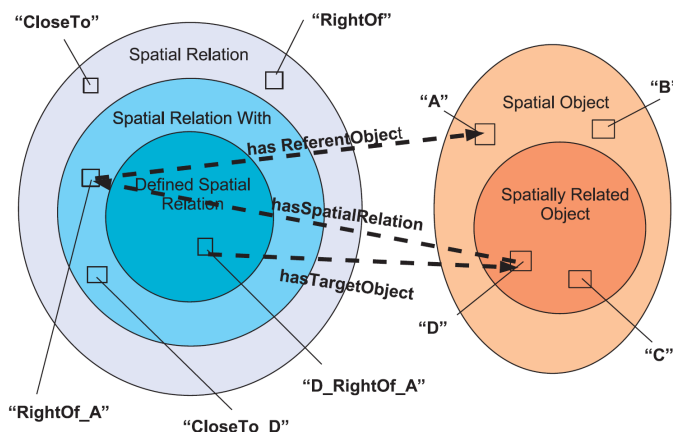 “CloseTo”
“RightOf”
Spatial Relation
“B”
“A”
Spatial Object
Spatial Relation With
has ReferentObject
Defined Spatial
Relation
Spatially Related
Object
hasSpatialRelation
hasTargetObject
“D”
“C”
“D_RightOf_A”
“RightOf_A”
“CloseTo_D”